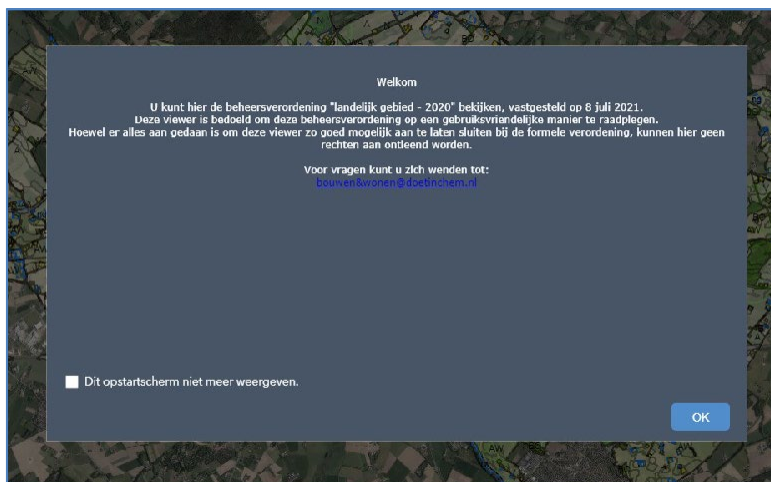 Welkom
U kunt hier de beheersverordening "landelijk gebied - 2020" bekijken, vastgesteld op 8 juli 2021.
Deze viewer is bedoeld om deze beheersverordening op een gebruiksvriendelijke manier te raadplegen.
Hoewel er alles aan gedaan is om deze viewer zo goed mogelijk aan te laten sluiten bij de formele verordening, kunnen hier geen
rechten aan ontleend worden.
Voor vragen kunt u zich wenden tot:
bouwen&wonen@doetinchem.nl
Dit opstartscherm niet meer weergeven.
OK
AW